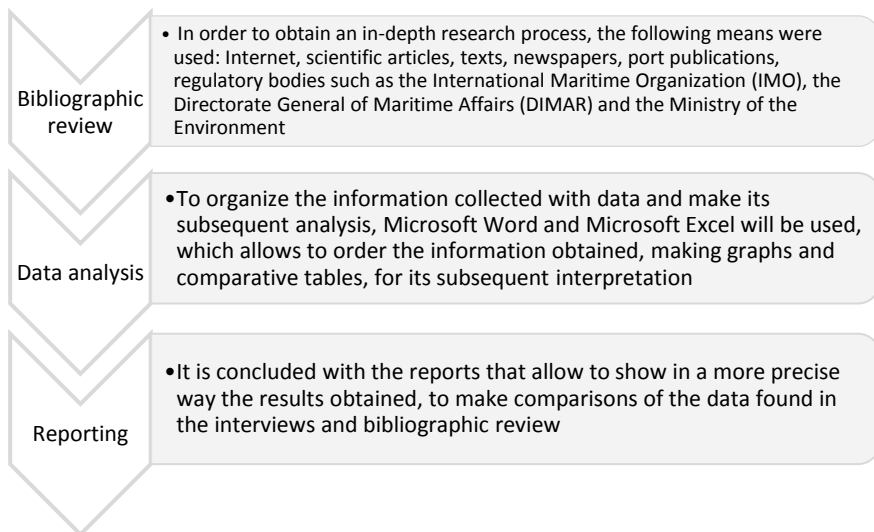 Bibliographic
review
• In order to obtain an in-depth research process, the following means were
used: Internet, scientific articles, texts, newspapers, port publications,
regulatory bodies such as the International Maritime Organization (IMO), the
Directorate General of Maritime Affairs (DIMAR) and the Ministry of the
Environment
Data analysis
•To organize the information collected with data and make its
subsequent analysis, Microsoft Word and Microsoft Excel will be used,
which allows to order the information obtained, making graphs and
comparative tables, for its subsequent interpretation
Reporting
•It is concluded with the reports that allow to show in a more precise
way the results obtained, to make comparisons of the data found in
the interviews and bibliographic review